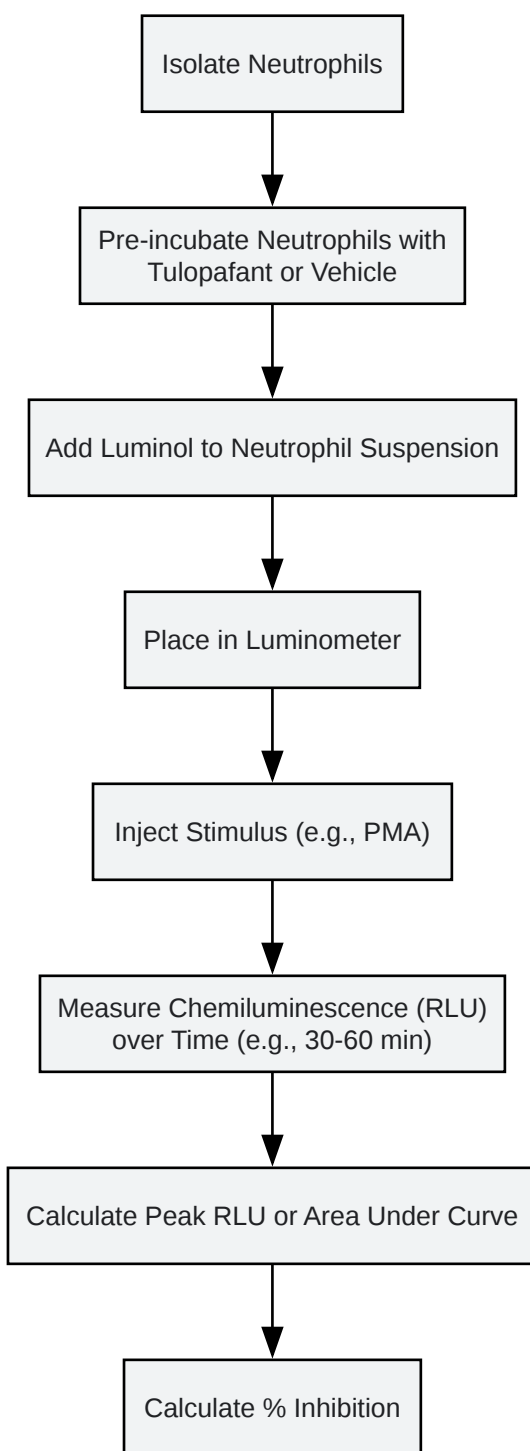 Isolate Neutrophils
Pre-incubate Neutrophils with
Tulopafant or Vehicle
Add Luminol to Neutrophil Suspension
Place in Luminometer
Inject Stimulus (e.g., PMA)
Measure Chemiluminescence (RLU)
over Time (e.g., 30-60 min)
Calculate Peak RLU or Area Under Curve
Calculate % Inhibition